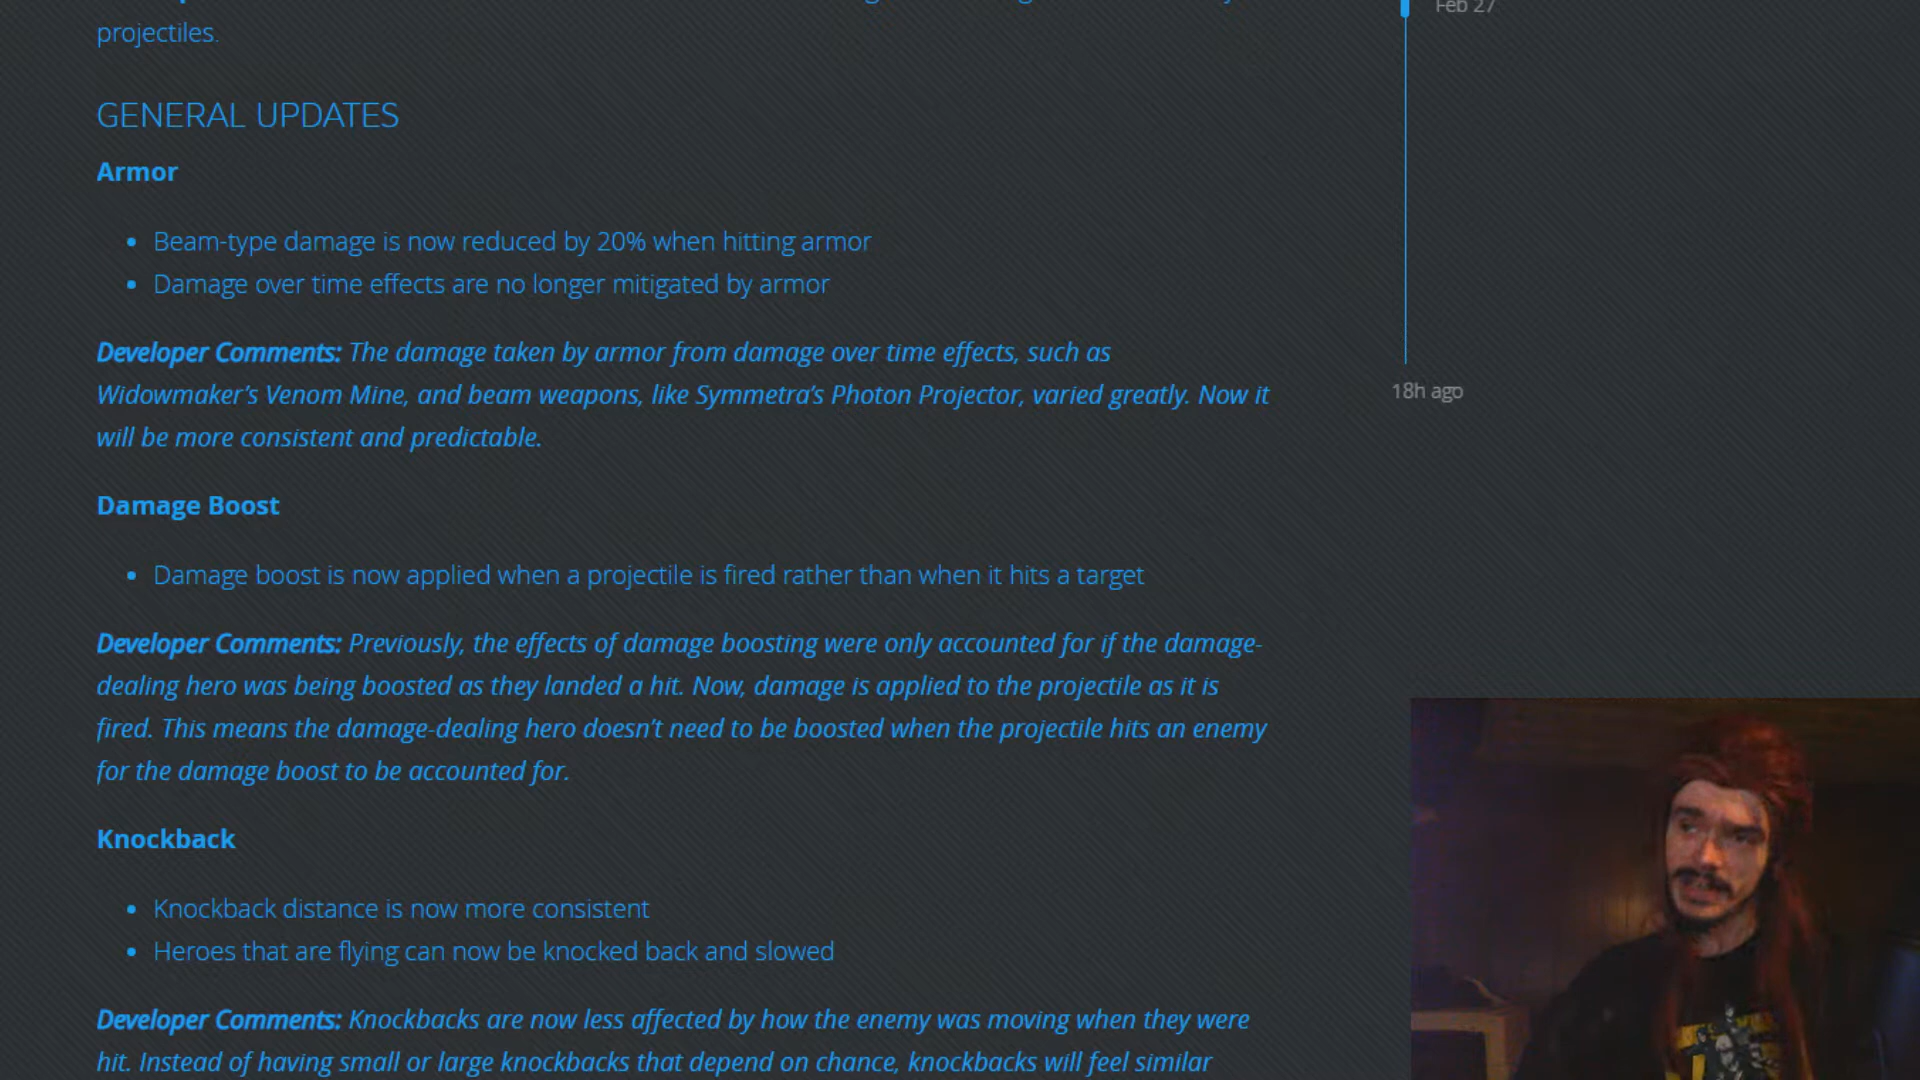 projectiles.
Feb 27
GENERAL UPDATES
Armor
Beam-type damage is now reduced by 20% when hitting armor
Damage over time effects are no longer mitigated by armor
Developer Comments: The damage taken by armor from damage over time effects, such as
Widowmaker's Venom Mine, and beam weapons, like Symmetra's Photon Projector, varied greatly. Now it
will be more consistent and predictable.
18h ago
Damage Boost
Damage boost is now applied when a projectile is fired rather than when it hits a target
Developer Comments: Previously, the effects of damage boosting were only accounted for if the damage-
dealing hero was being boosted as they landed a hit. Now, damage is applied to the projectile as it is
fired. This means the damage-dealing hero doesn't need to be boosted when the projectile hits an enemy
for the damage boost to be accounted for.
Knockback
Knockback distance is now more consistent
Heroes that are flying can now be knocked back and slowed
Developer Comments: Knockbacks are now less affected by how the enemy was moving when they were
hit. Instead of having small or large knockbacks that depend on chance, knockbacks will feel similar